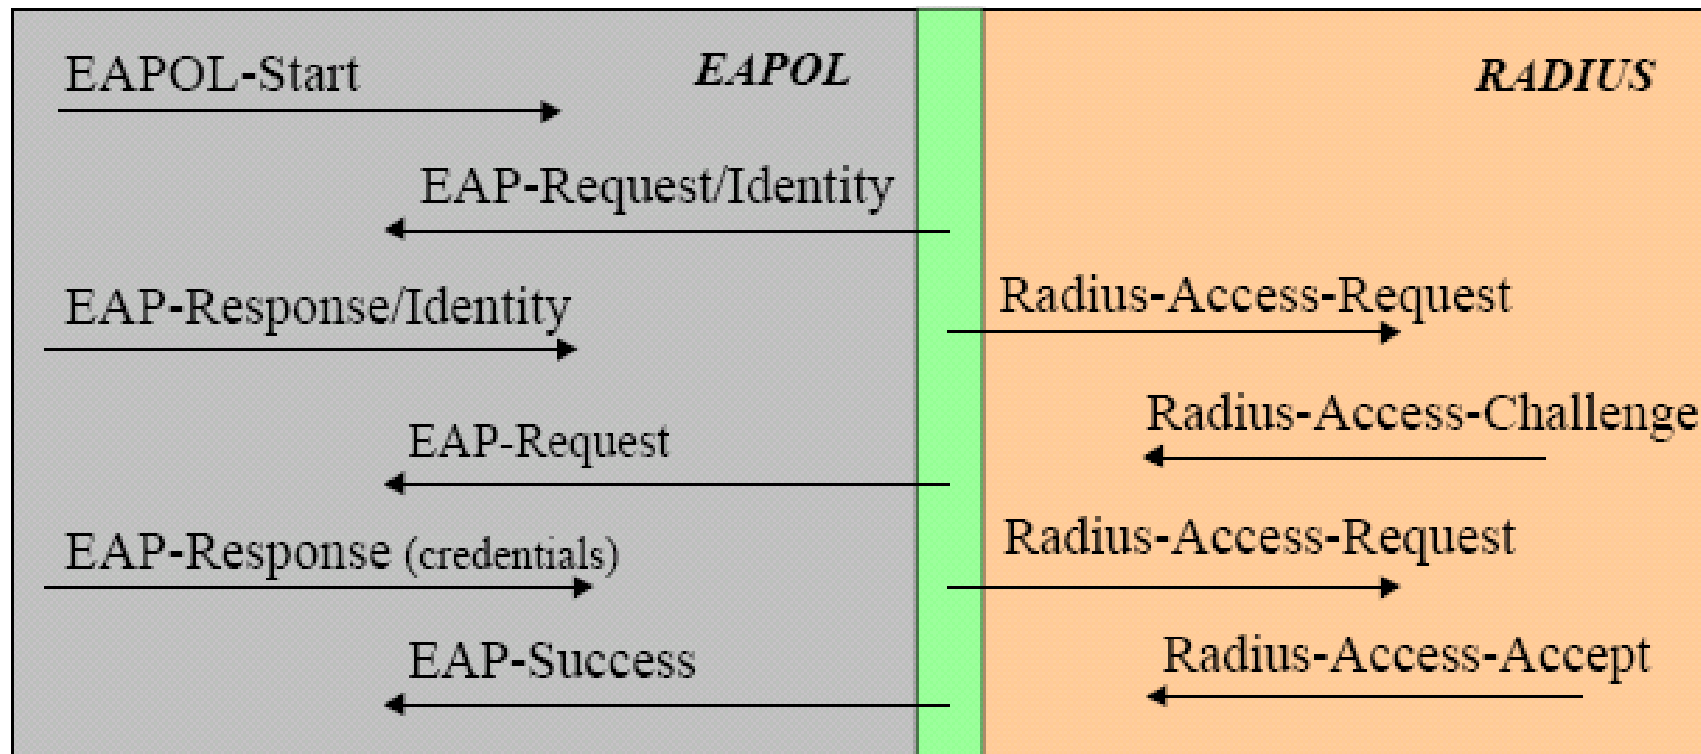 EAPOL-Start
EAPOL
RADIUS
EAP-Request/Identity
EAP-Response/Identity
Radius-Access-Request
Radius-Access-Challenge
EAP-Request
Radius-Access-Request
EAP-Response (credentials)
EAP-Success
Radius-Access-Accept